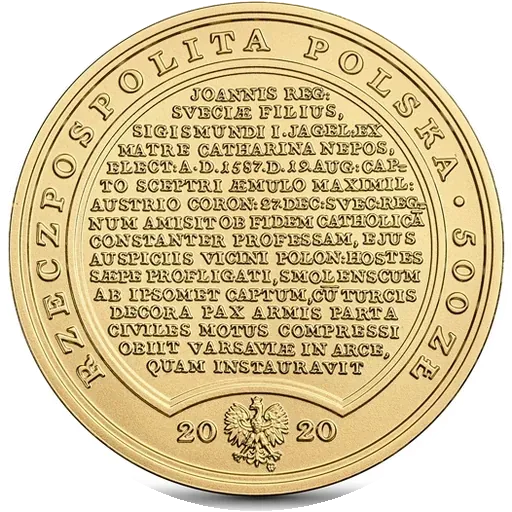 RZECZPOSPOLITA POLSKA · 500 ZŁ
JOANNIS REG:
SVECIÆ FILIUS,
SIGISMUNDI I. JAGEL: EX
MATRE CATHARINA NEPOS,
ELECT: A. D. 1587. D. 19. AUG: CAP-
TO SCEPTRI ÆMULO MAXIMIL:
AUSTRIO CORON: 27. DEC: SVEC: REG-
NUM AMISIT OB FIDEM CATHOLICĀ
CONSTANTER PROFESSAM, EJUS
AUSPICIIS VICINI POLON: HOSTES
SÆPE PROFLIGATI, SMOLENSCUM
AB IPSOMET CAPTUM, CŪ TURCIS
DECORA PAX ARMIS PARTA
CIVILES MOTUS COMPRESSI
OBIIT VARSAVIÆ IN ARCE,
QUAM INSTAURAVIT
20 20